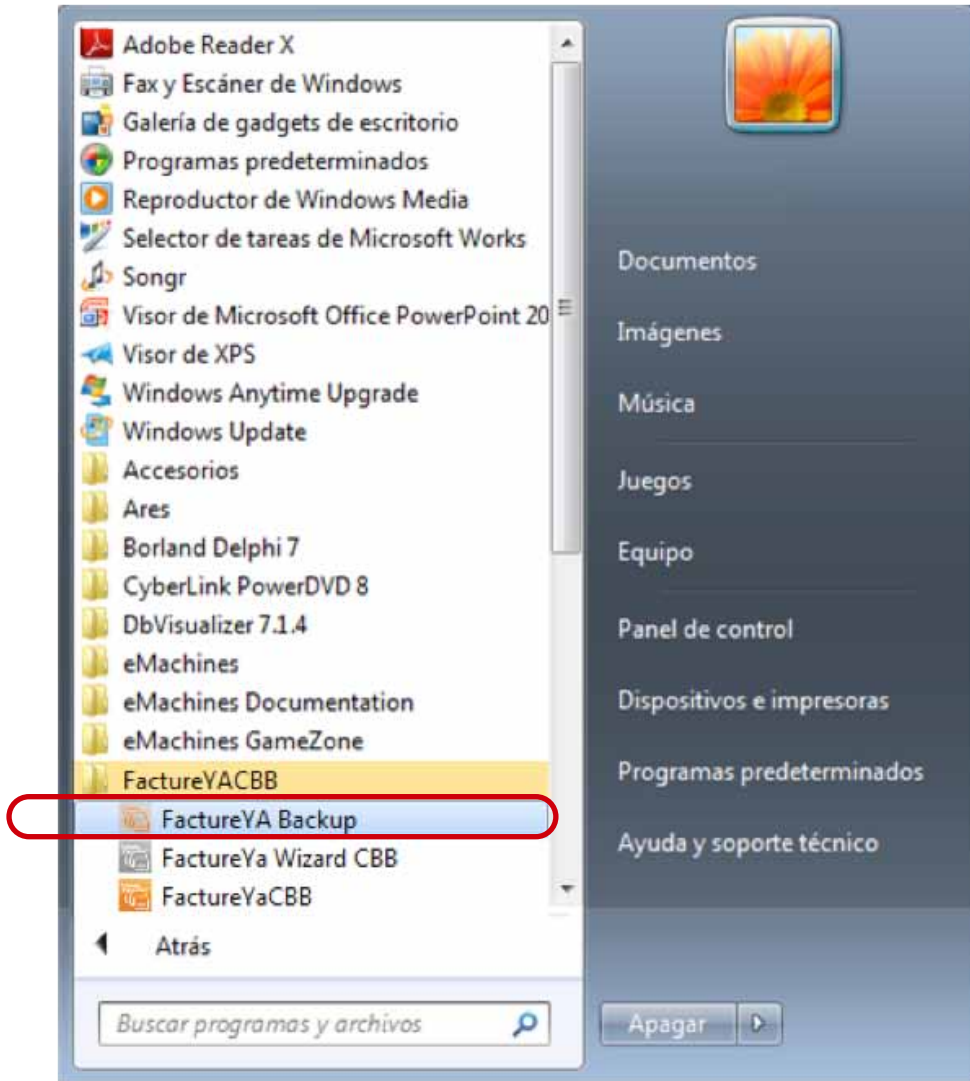 Adobe Reader X
Fax y Escáner de Windows
Galería de gadgets de escritorio
Programas predeterminados
Reproductor de Windows Media
Selector de tareas de Microsoft Works
Songr
Visor de Microsoft Office PowerPoint 20
Visor de XPS
Windows Anytime Upgrade
Windows Update
Accesorios
Ares
Borland Delphi 7
CyberLink PowerDVD 8
DbVisualizer 7.1.4
eMachines
eMachines Documentation
eMachines GameZone
FactureYACBB
FactureYA Backup
FactureYa Wizard CBB
FactureYaCBB
Atrás
Buscar programas y archivos
Documentos
Imágenes
Música
Juegos
Equipo
Panel de control
Dispositivos e impresoras
Programas predeterminados
Ayuda y soporte técnico
Apagar